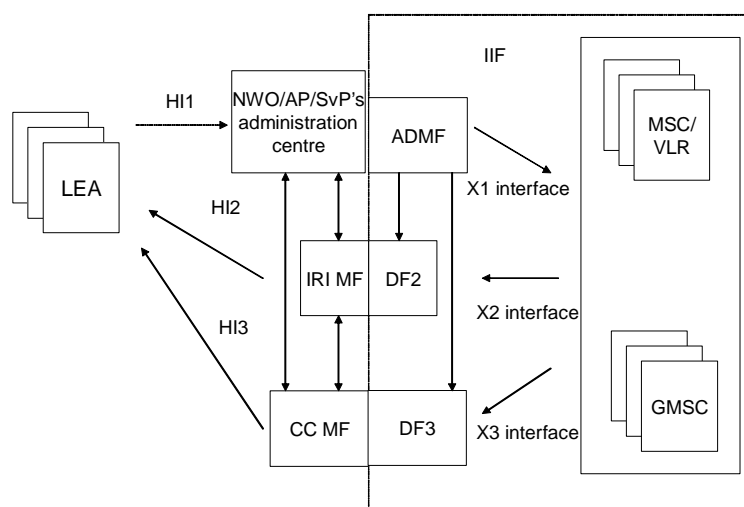 IIF
HI1
NWO/AP/SvP's
administration
centre
ADMF
MSC/
VLR
LEA
X1 interface
HI2
IRI MF
DF2
X2 interface
HI3
GMSC
CC MF
DF3
X3 interface